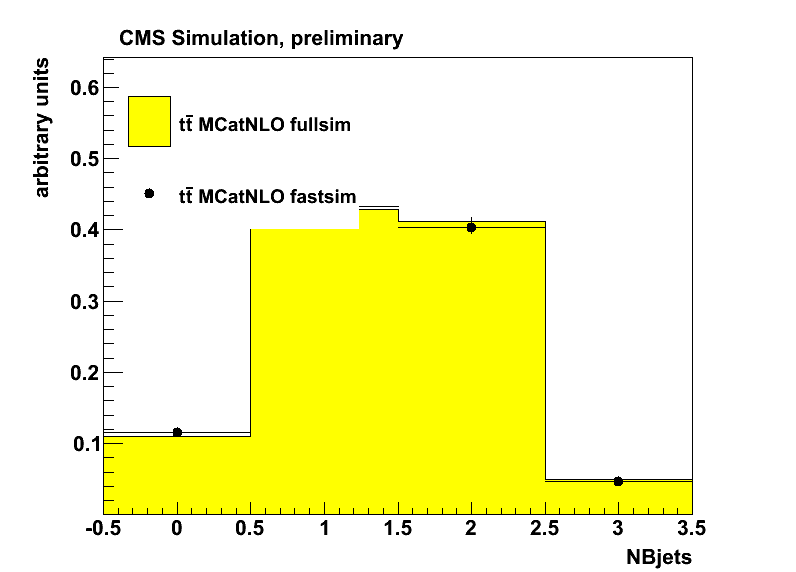 CMS Simulation, preliminary
arbitrary units
0.6
0.5
0.4
0.3
0.2
0.1
tt̄ MCatNLO fullsim
tt̄ MCatNLO fastsim
-0.5 0 0.5 1 1.5 2 2.5 3 3.5
NBjets